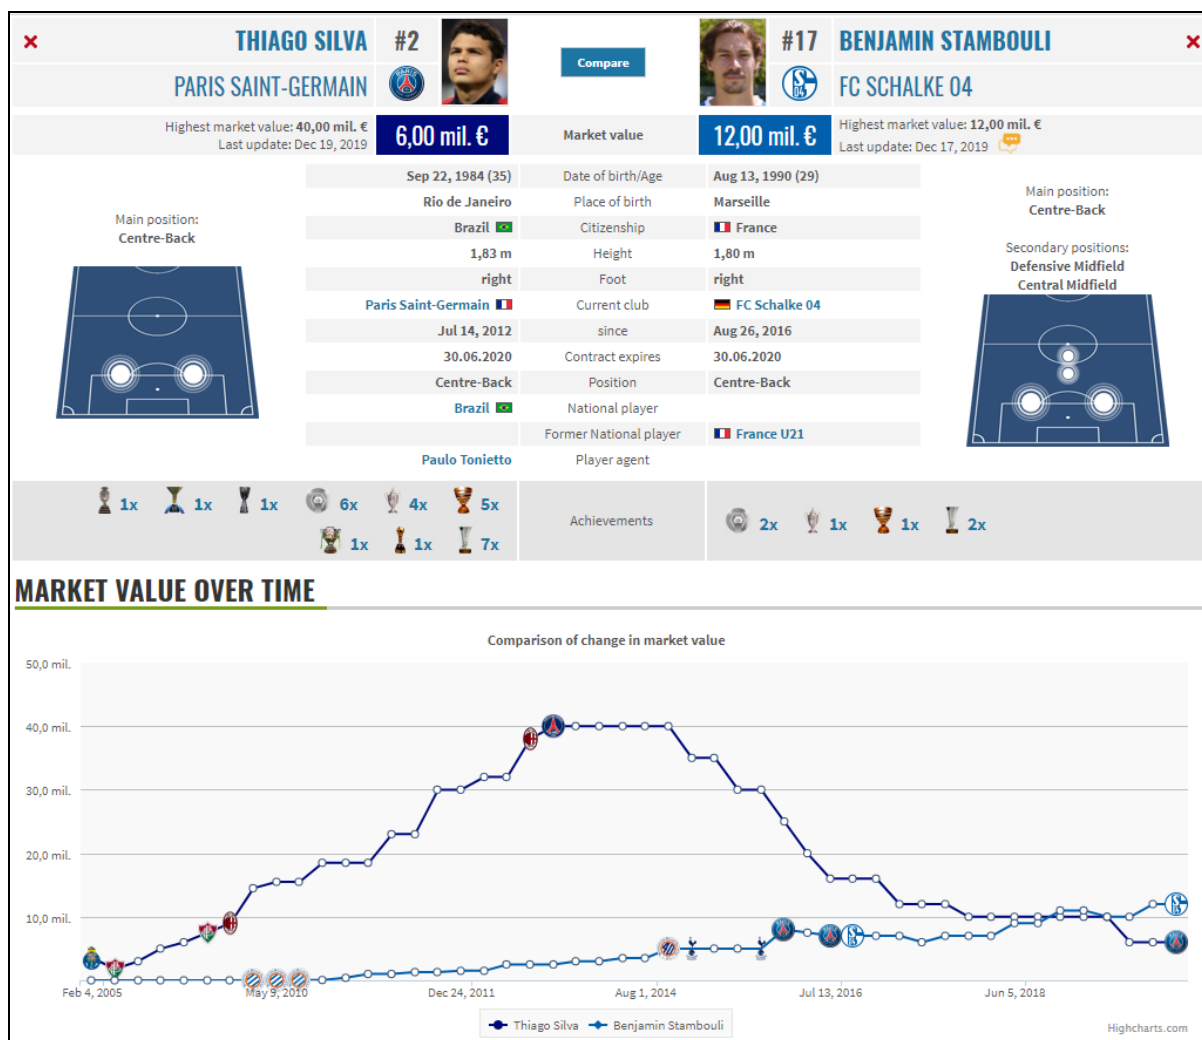 THIAGO SILVA #2
PARIS SAINT-GERMAIN
Compare
#17 BENJAMIN STAMBOULI
FC SCHALKE 04
Highest market value: 40,00 mil. €
Last update: Dec 19, 2019
6,00 mil. €
Market value
12,00 mil. €
Highest market value: 12,00 mil. €
Last update: Dec 17, 2019
Main position:
Centre-Back
Sep 22, 1984 (35) Date of birth/Age Aug 13, 1990 (29)
Rio de Janeiro Place of birth Marseille
Brazil Citizenship France
1,83 m Height 1,80 m
right Foot right
Paris Saint-Germain Current club FC Schalke 04
Jul 14, 2012 since Aug 26, 2016
30.06.2020 Contract expires 30.06.2020
Centre-Back Position Centre-Back
Brazil National player
Former National player France U21
Paulo Tonietto Player agent
Main position:
Centre-Back
Secondary positions:
Defensive Midfield
Central Midfield
1x 1x 1x 6x 4x 5x
1x 1x 7x
Achievements
2x 1x 1x 2x
MARKET VALUE OVER TIME
Comparison of change in market value
50,0 mil.
40,0 mil.
30,0 mil.
20,0 mil.
10,0 mil.
Feb 4, 2005 May 9, 2010 Dec 24, 2011 Aug 1, 2014 Jul 13, 2016 Jun 5, 2018
Thiago Silva Benjamin Stambouli
Highcharts.com